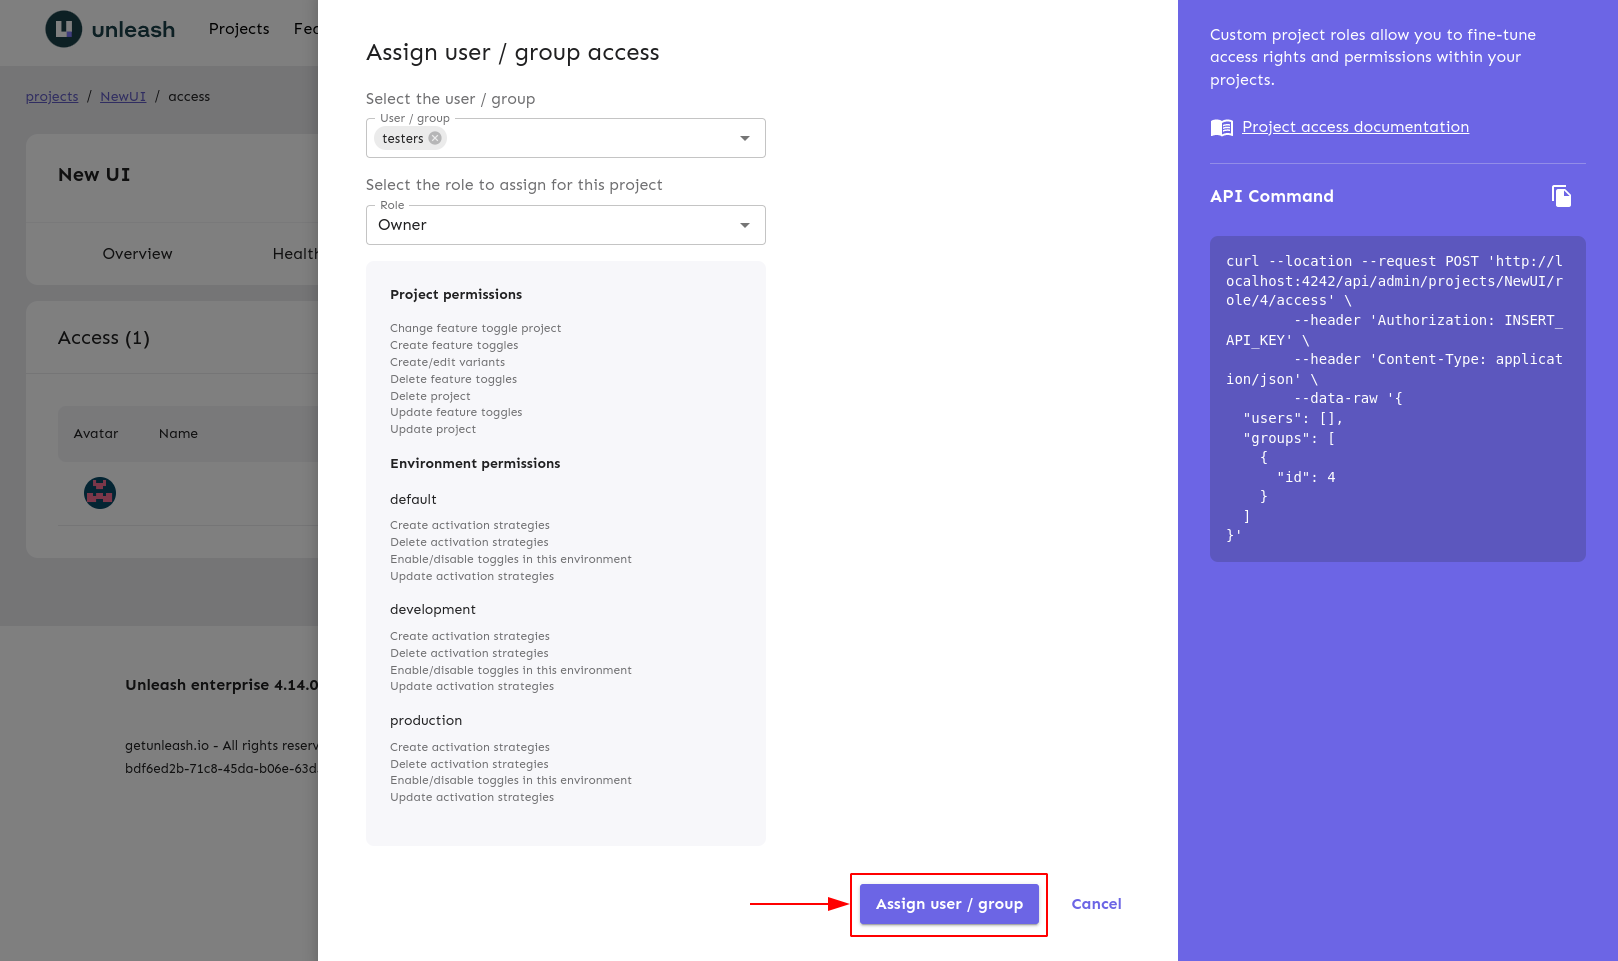 unleash
Projects
projects / NewUI / access
New UI
Overview
Access (1)
Avatar Name
Unleash enterprise 4.14.0
getunleash.io - All rights
bdf6ed2b-71c8-45da-b06e-63d
Assign user / group access
Select the user / group
User / group
testers
Select the role to assign for this project
Role
Owner
Project permissions
Change feature toggle project
Create feature toggles
Create/edit variants
Delete feature toggles
Delete project
Update feature toggles
Update project
Environment permissions
default
Create activation strategies
Delete activation strategies
Enable/disable toggles in this environment
Update activation strategies
development
Create activation strategies
Delete activation strategies
Enable/disable toggles in this environment
Update activation strategies
production
Create activation strategies
Delete activation strategies
Enable/disable toggles in this environment
Update activation strategies
Assign user / group
Cancel
Custom project roles allow you to fine-tune
access rights and permissions within your
projects.
Project access documentation
API Command
curl --location --request POST 'http://l
ocalhost:4242/api/admin/projects/NewUI/r
ole/4/access' \
--header 'Authorization: INSERT_
API_KEY' \
--header 'Content-Type: applicat
ion/json' \
--data-raw '{
"users": [],
"groups": [
{
"id": 4
}
]
}'